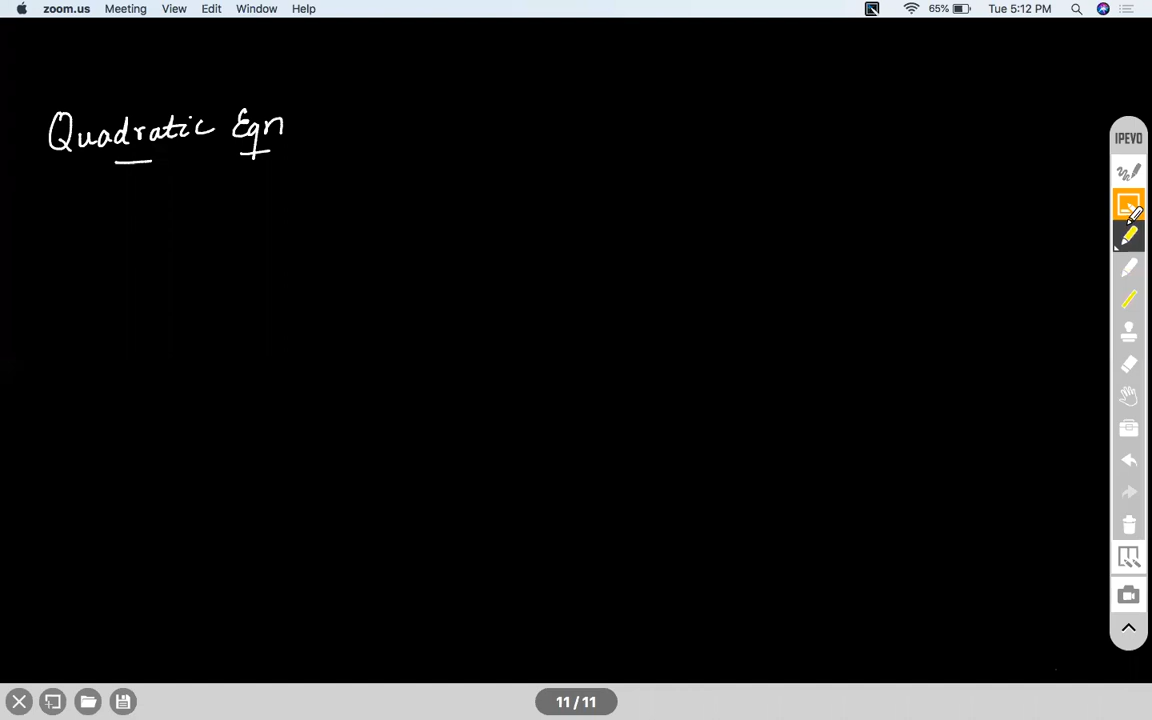 zoom.us Meeting View Edit Window Help 65% Tue 5:12 PM
Quadratic Eqn
IPEVO
11 / 11